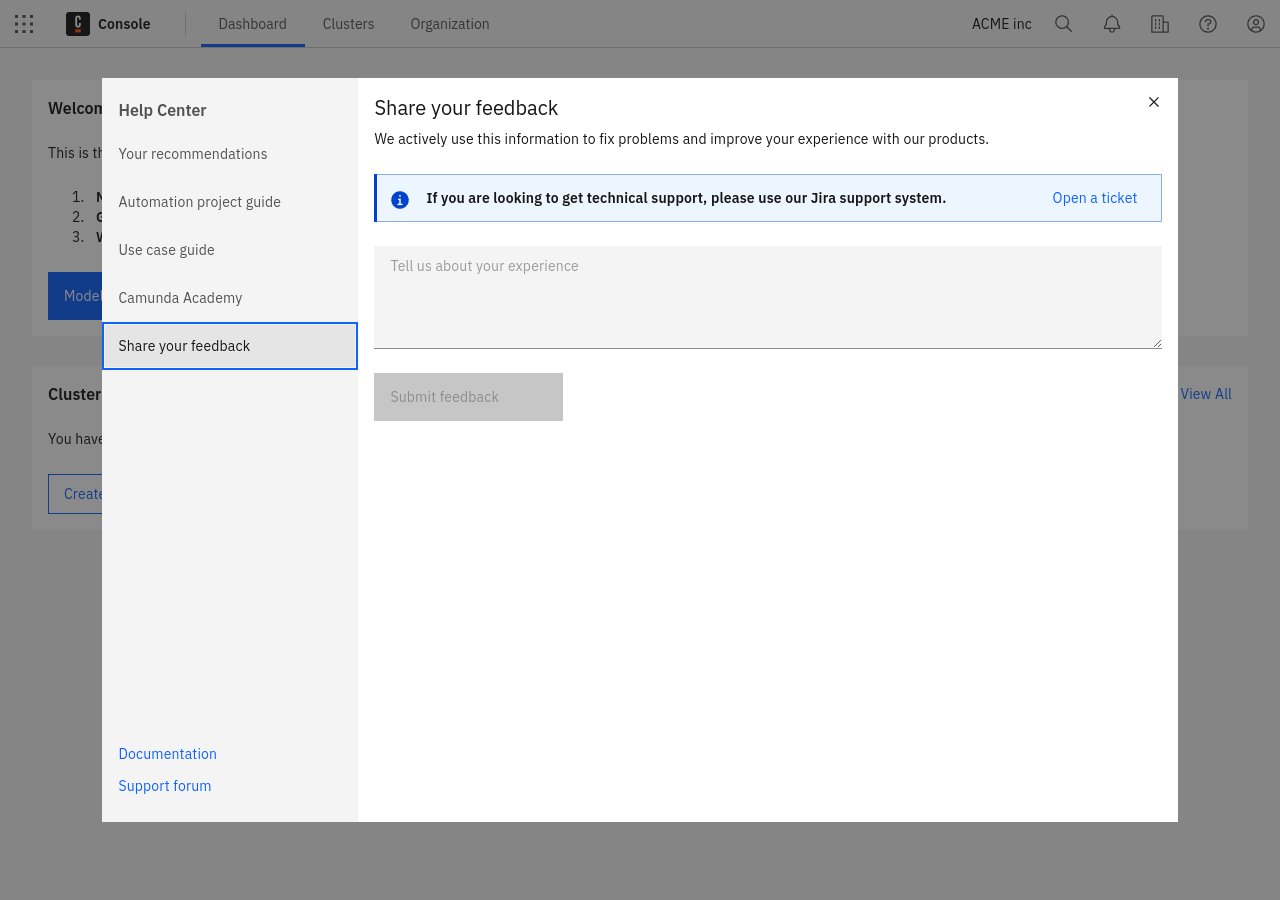 Console
Dashboard
Clusters
Organization
ACME inc
Help Center
Your recommendations
Automation project guide
Use case guide
Camunda Academy
Share your feedback
Documentation
Support forum
Share your feedback
We actively use this information to fix problems and improve your experience with our products.
If you are looking to get technical support, please use our Jira support system.
Open a ticket
Tell us about your experience
Submit feedback
This is
1.
2.
3.
Cluster
You have
View All
Create